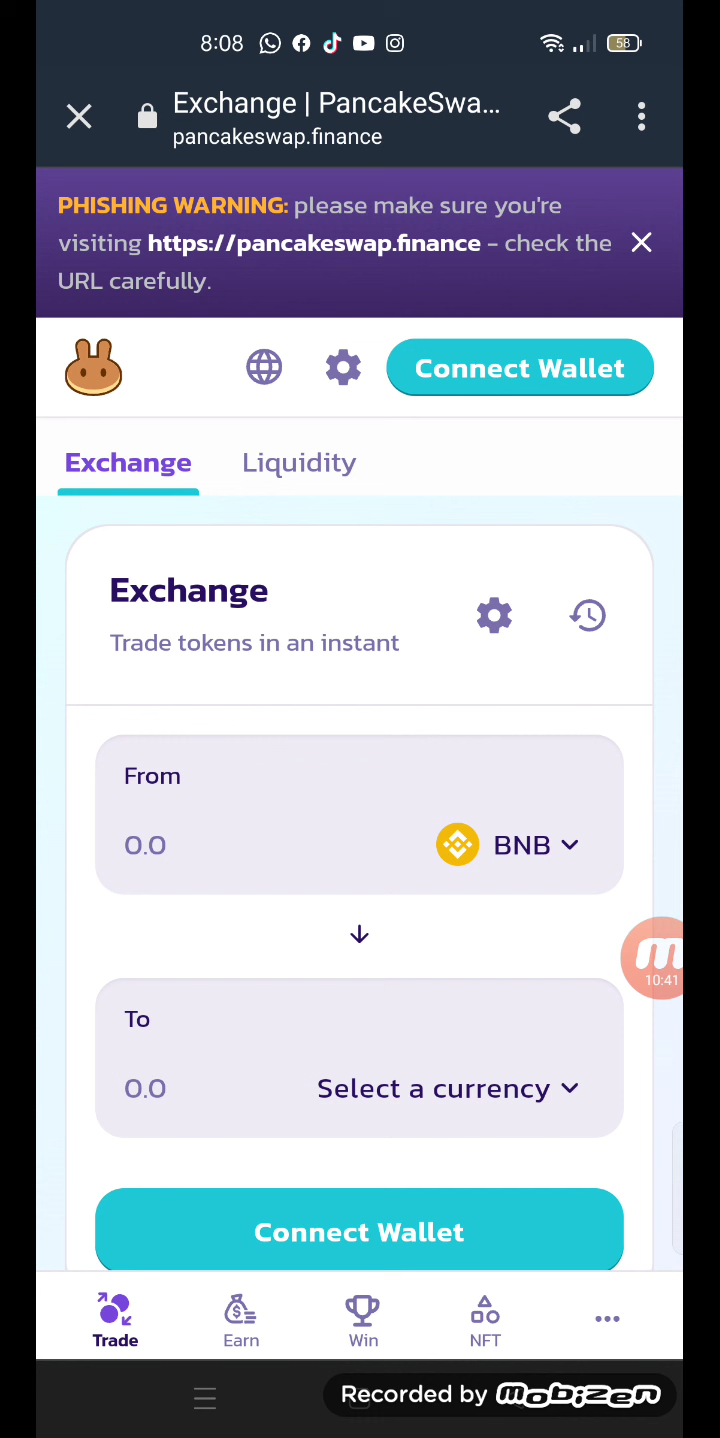 8:08
58
Exchange | PancakeSwa...
pancakeswap.finance
PHISHING WARNING: please make sure you're
visiting https://pancakeswap.finance - check the
URL carefully.
Connect Wallet
Exchange Liquidity
Exchange
Trade tokens in an instant
From
0.0 BNB
10:41
To
0.0 Select a currency
Connect Wallet
Trade Earn Win NFT
Recorded by mobizen